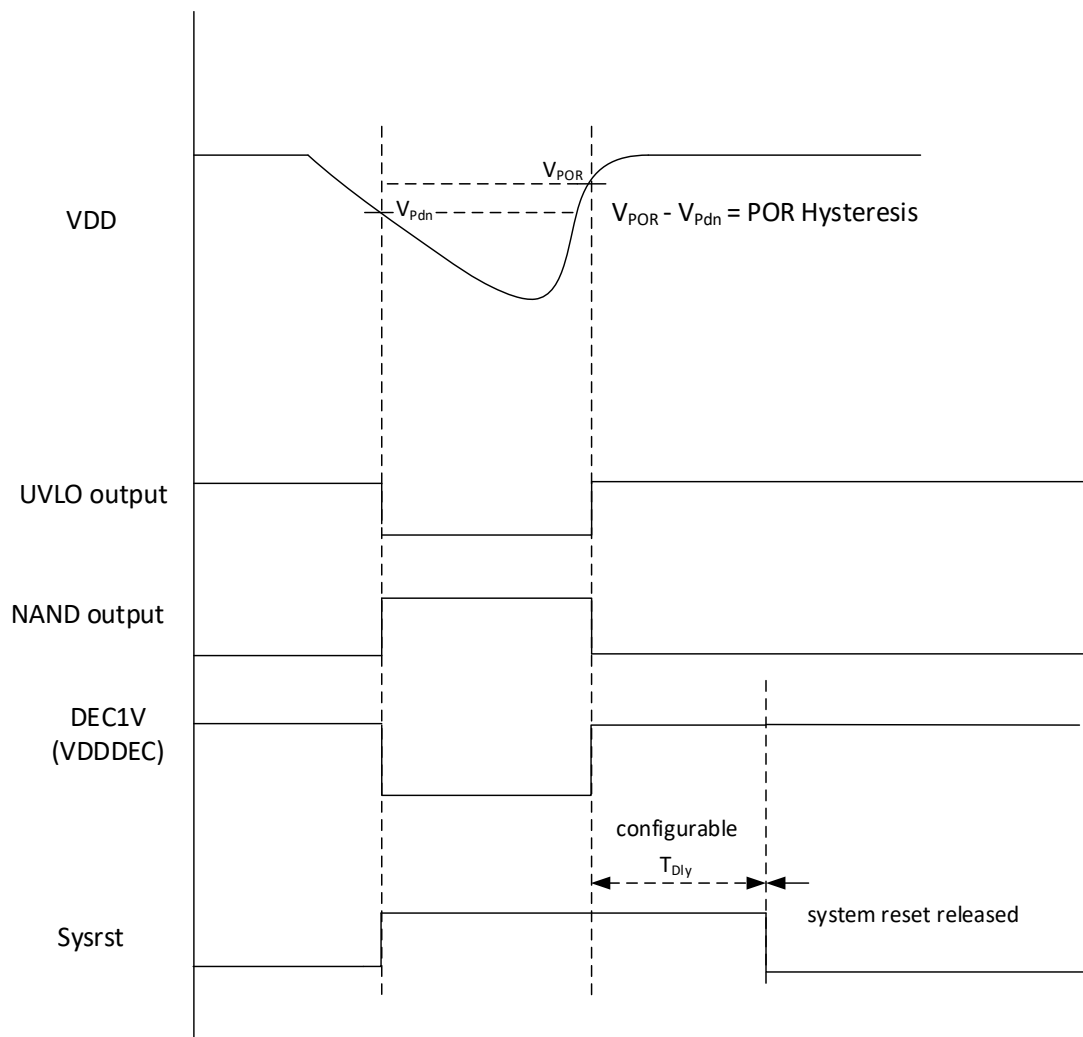 VDD
V_POR
V_Pdn
V_POR - V_Pdn = POR Hysteresis
UVLO output
NAND output
DEC1V
(VDDDEC)
configurable
T_Dly
system reset released
Sysrst